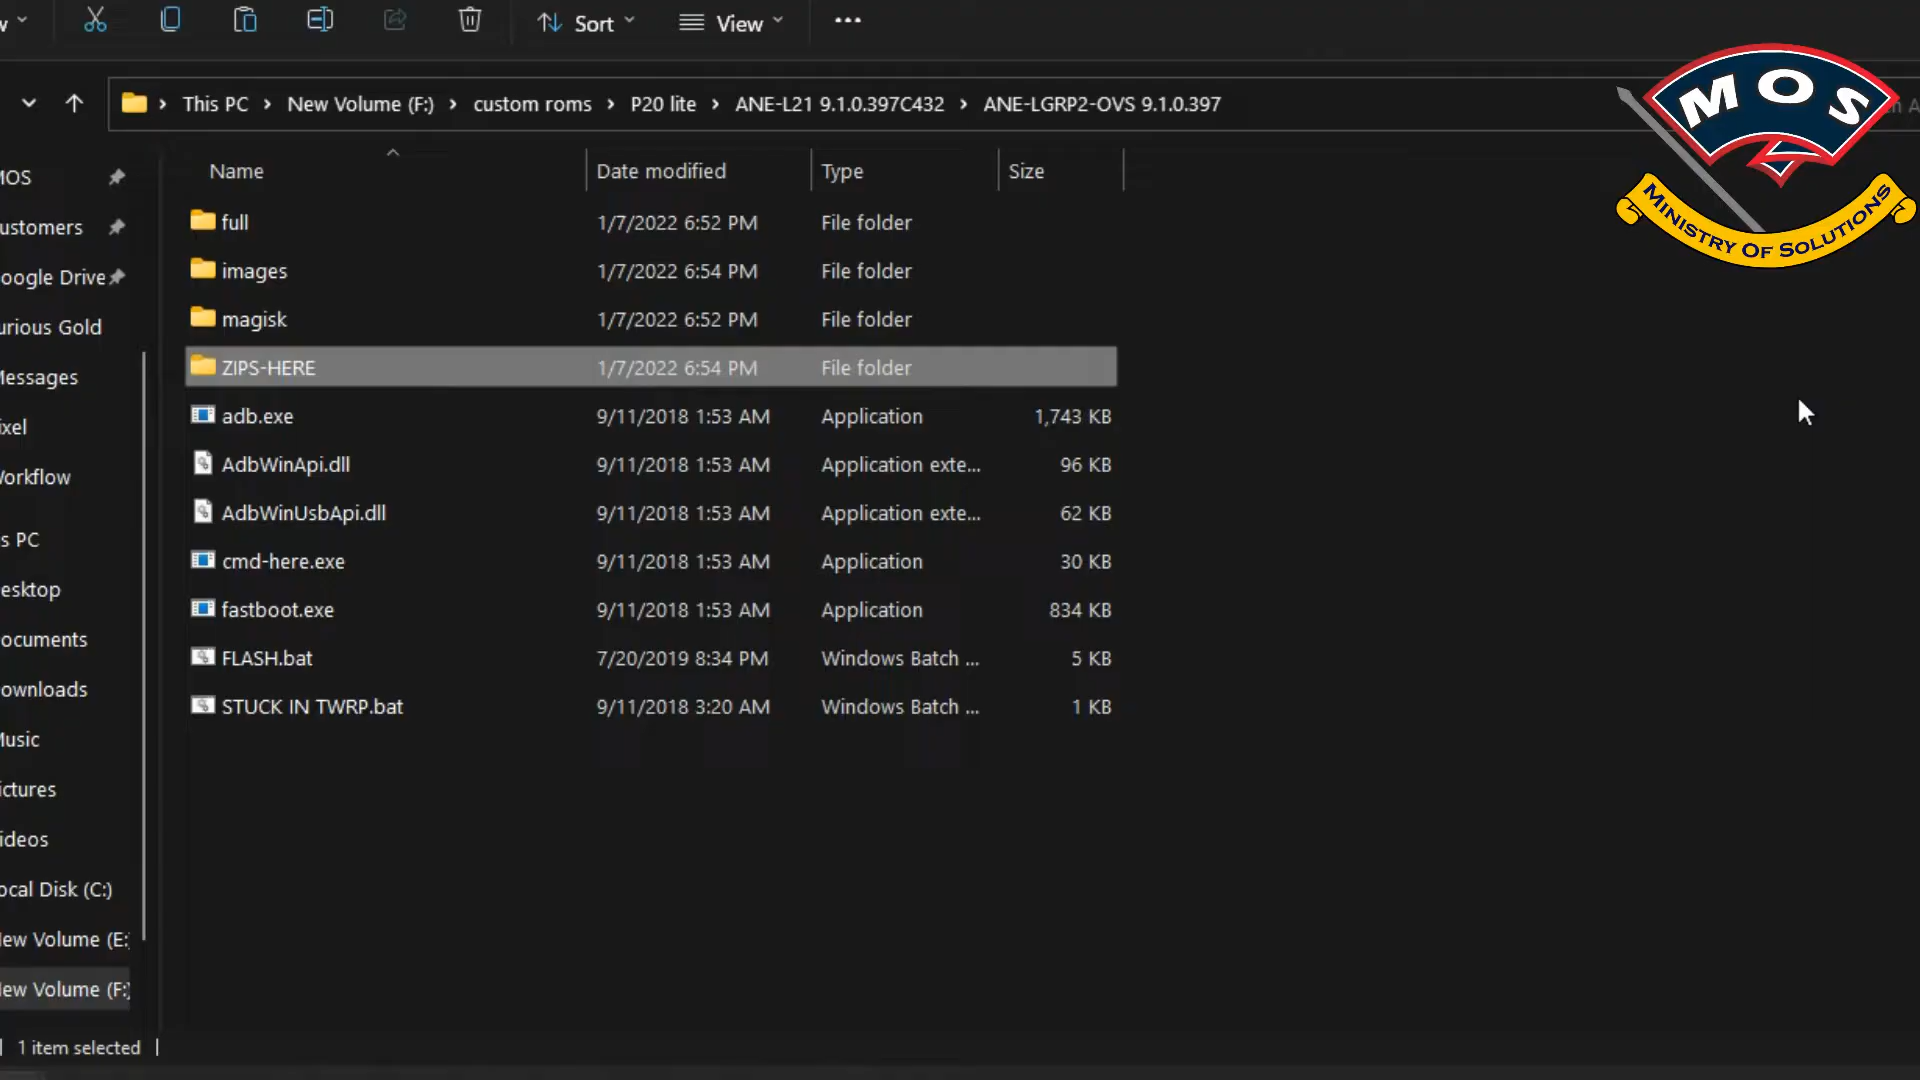 Sort
View
This PC > New Volume (F:) > custom roms > P20 lite > ANE-L21 9.1.0.397C432 > ANE-LGRP2-OVS 9.1.0.397
MOS
MINISTRY OF SOLUTIONS
Name Date modified Type Size
full 1/7/2022 6:52 PM File folder
images 1/7/2022 6:54 PM File folder
magisk 1/7/2022 6:52 PM File folder
ZIPS-HERE 1/7/2022 6:54 PM File folder
adb.exe 9/11/2018 1:53 AM Application 1,743 KB
AdbWinApi.dll 9/11/2018 1:53 AM Application exte... 96 KB
AdbWinUsbApi.dll 9/11/2018 1:53 AM Application exte... 62 KB
cmd-here.exe 9/11/2018 1:53 AM Application 30 KB
fastboot.exe 9/11/2018 1:53 AM Application 834 KB
FLASH.bat 7/20/2019 8:34 PM Windows Batch ... 5 KB
STUCK IN TWRP.bat 9/11/2018 3:20 AM Windows Batch ... 1 KB
MOS
ustomers
oogle Drive
urious Gold
Messages
ixel
Workflow
s PC
esktop
ocuments
ownloads
Music
ictures
ideos
ocal Disk (C:)
ew Volume (E:)
ew Volume (F:)
1 item selected